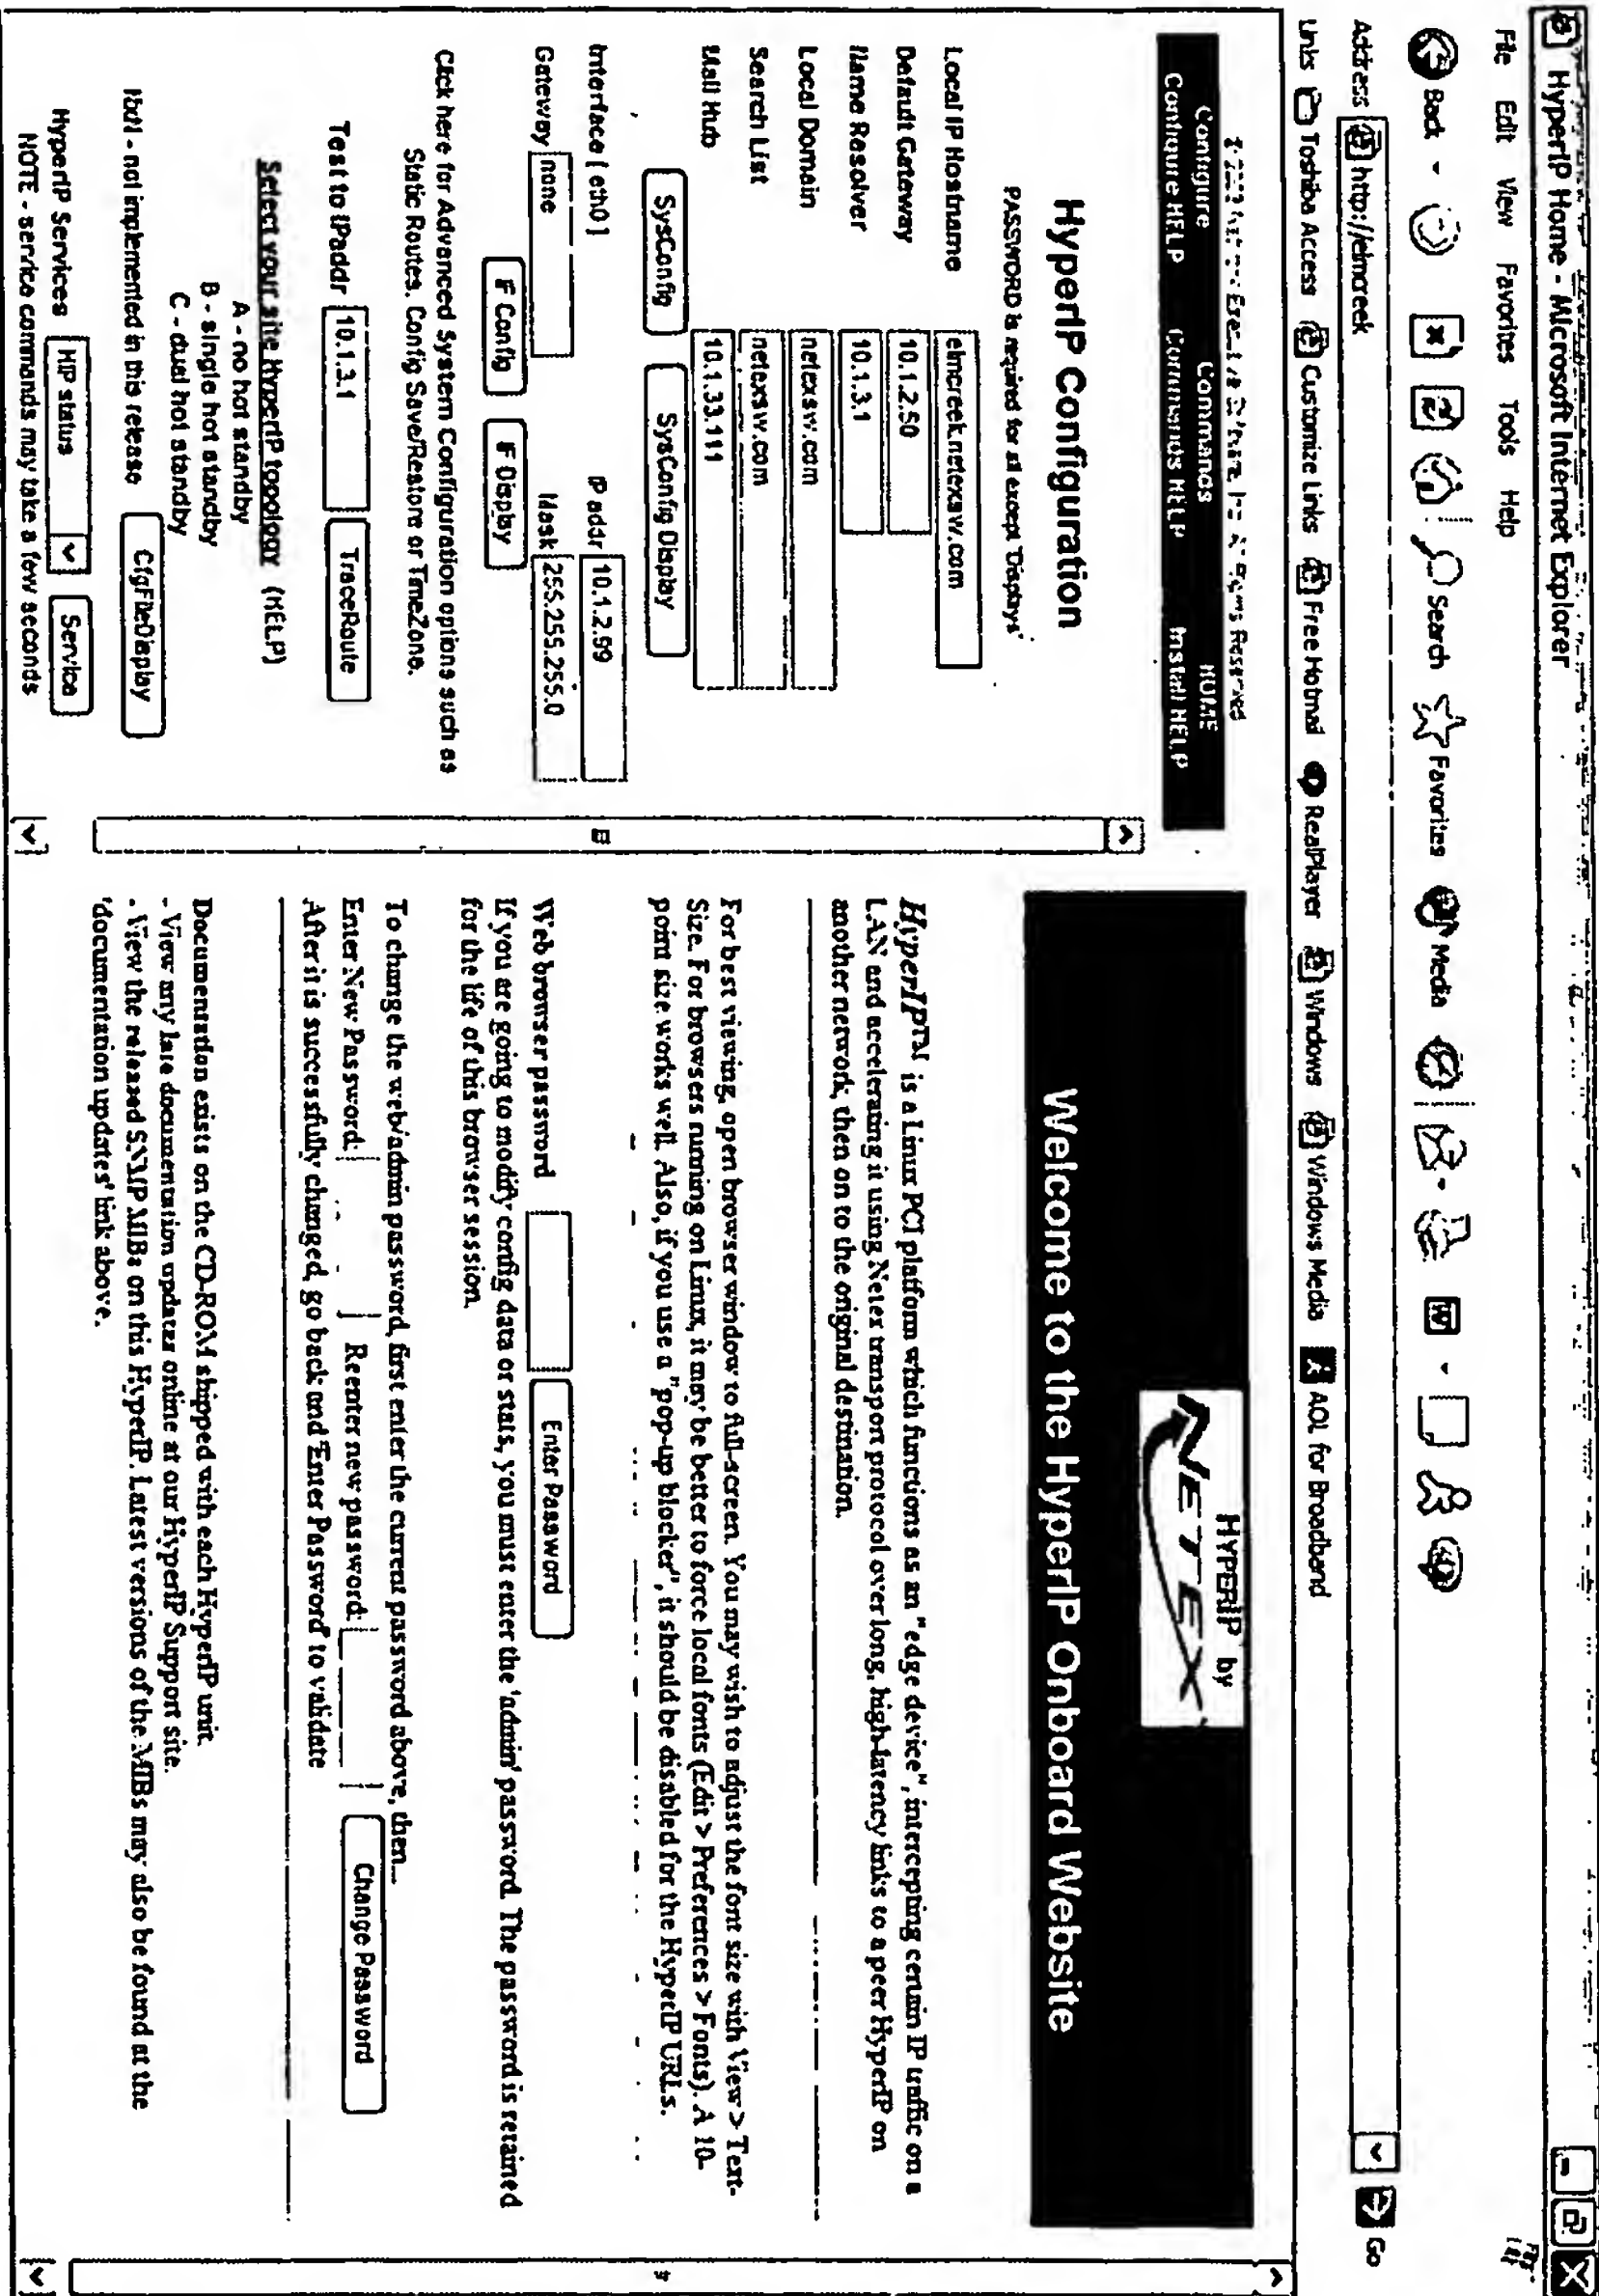 HyperIP Home - Microsoft Internet Explorer
File Edit View Favorites Tools Help
Back Search Favorites Media
Address http://elmcreek Go
Links Toshiba Access Customize Links Free Hotmail RealPlayer Windows Windows Media AOL for Broadband
Configure Commands HOME
Configure HELP Commands HELP Install HELP
HyperIP Configuration
PASSWORD is required for all except 'Displays'
Local IP Hostname elmcreek.netexsw.com
Default Gateway 10.1.2.50
Name Resolver 10.1.3.1
Local Domain netexsw.com
Search List netexsw.com
Mail Hub 10.1.33.111
SysConfig SysConfig Display
Interface [ eth0 ] IP addr 10.1.2.99
Gateway none Mask 255.255.255.0
IF Config IF Display
Click here for Advanced System Configuration options such as
Static Routes, Config Save/Restore or TimeZone.
Test to IPaddr 10.1.3.1 TraceRoute
Select your site HyperIP topology (HELP)
A - no hot standby
B - single hot standby
C - dual hot standby
- not implemented in this release CfgFileDisplay
HyperIP Services HIP status Service
NOTE - service commands may take a few seconds
HYPERIP by
NETEX
Welcome to the HyperIP Onboard Website
HyperIP™ is a Linux PCI platform which functions as an "edge device", intercepting certain IP traffic on a
LAN and accelerating it using Netex transport protocol over long, high-latency links to a peer HyperIP on
another network, then on to the original destination.
For best viewing, open browser window to full-screen. You may wish to adjust the font size with View > Text-
Size. For browsers running on Linux, it may be better to force local fonts (Edit > Preferences > Fonts). A 10-
point size works well. Also, if you use a "pop-up blocker", it should be disabled for the HyperIP URLs.
Web browser password Enter Password
If you are going to modify config data or stats, you must enter the 'admin' password. The password is retained
for the life of this browser session.
To change the web/admin password, first enter the current password above, then...
Enter New Password: Reenter new password: Change Password
After it is successfully changed, go back and 'Enter Password' to validate
Documentation exists on the CD-ROM shipped with each HyperIP unit.
- View any late documentation updates online at our HyperIP Support site.
- View the released SNMP MIBs on this HyperIP. Latest versions of the MIBs may also be found at the
'documentation updates' link above.